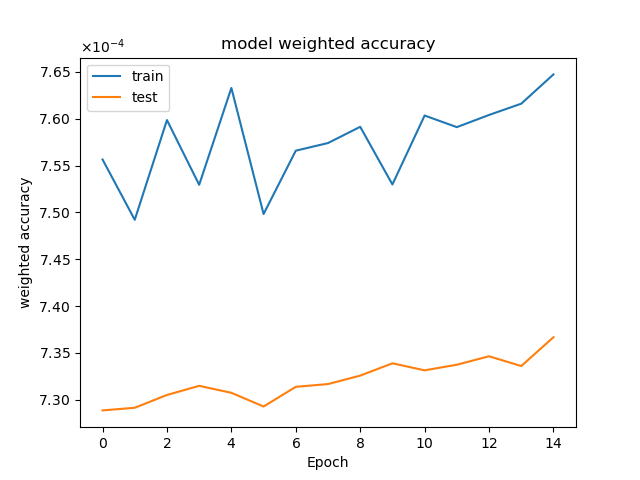 model weighted accuracy
×10⁻⁴
train
test
7.65
7.60
7.55
7.50
7.45
7.40
7.35
7.30
weighted accuracy
0 2 4 6 8 10 12 14
Epoch